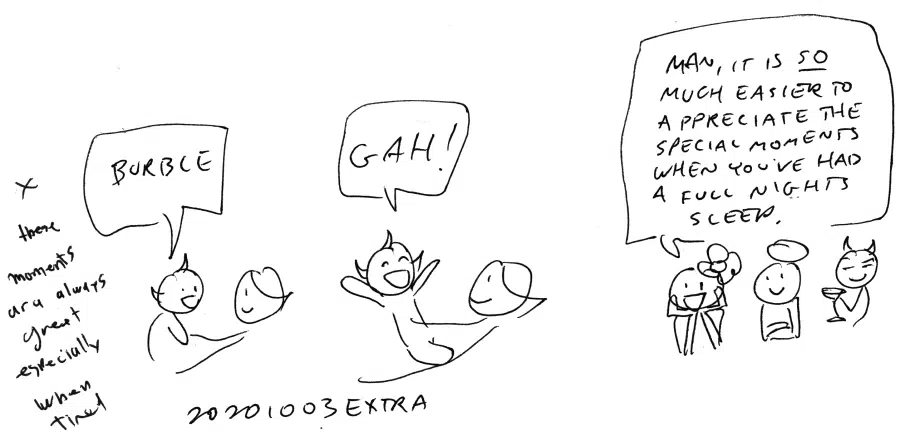 BURBLE
GAH!
MAN, IT IS SO
MUCH EASIER TO
APPRECIATE THE
SPECIAL MOMENTS
WHEN YOU'VE HAD
A FULL NIGHTS
SLEEP.
x
these
moments
are always
great
especially
when
tired
20201003EXTRA